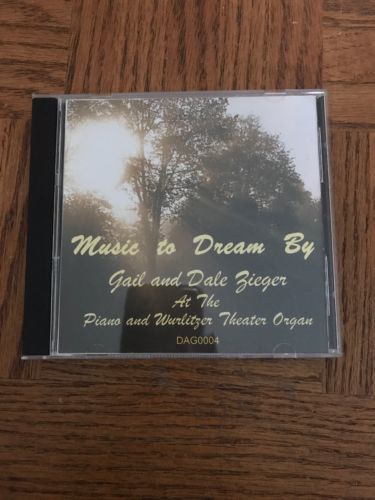 Music to Dream By
Gail and Dale Zieger
At The
Piano and Wurlitzer Theater Organ
DAG0004